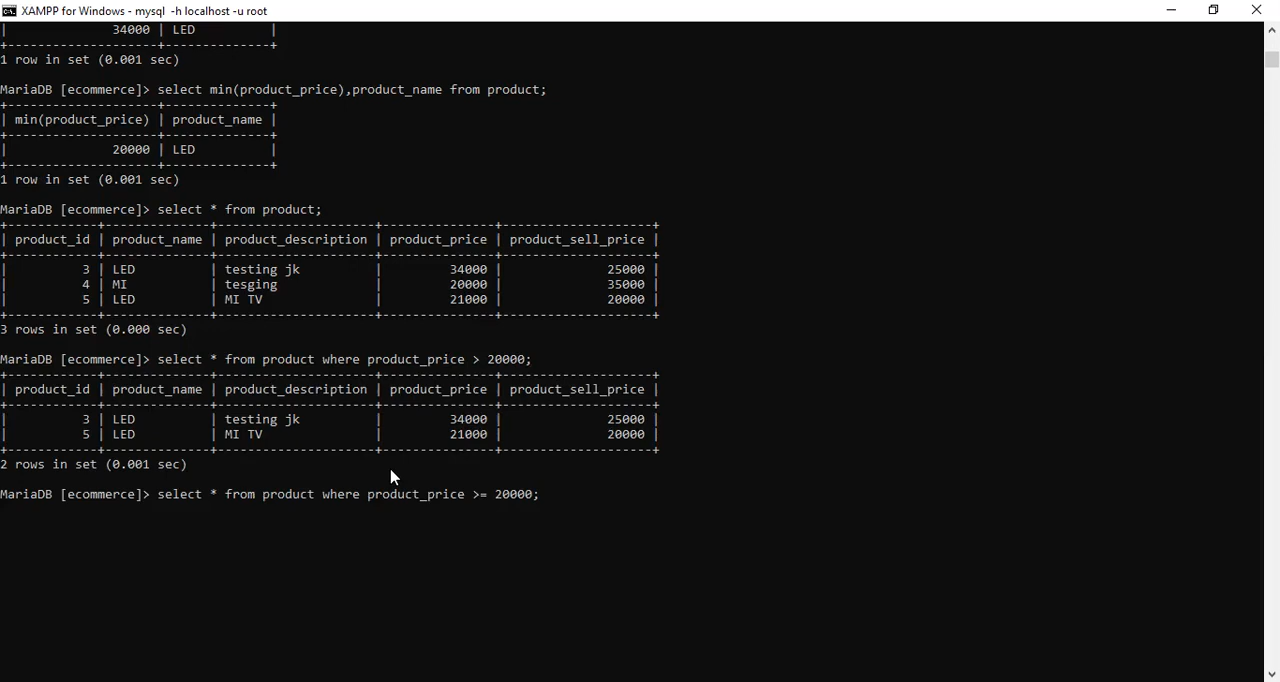 XAMPP for Windows - mysql -h localhost -u root
|               34000 | LED          |
+--------------------+--------------+
1 row in set (0.001 sec)
MariaDB [ecommerce]> select min(product_price),product_name from product;
+--------------------+--------------+
| min(product_price) | product_name |
+--------------------+--------------+
|              20000 | LED          |
+--------------------+--------------+
1 row in set (0.001 sec)
MariaDB [ecommerce]> select * from product;
+------------+--------------+---------------------+---------------+--------------------+
| product_id | product_name | product_description | product_price | product_sell_price |
+------------+--------------+---------------------+---------------+--------------------+
|          3 | LED          | testing jk          |         34000 |              25000 |
|          4 | MI           | tesging             |         20000 |              35000 |
|          5 | LED          | MI TV               |         21000 |              20000 |
+------------+--------------+---------------------+---------------+--------------------+
3 rows in set (0.000 sec)
MariaDB [ecommerce]> select * from product where product_price > 20000;
+------------+--------------+---------------------+---------------+--------------------+
| product_id | product_name | product_description | product_price | product_sell_price |
+------------+--------------+---------------------+---------------+--------------------+
|          3 | LED          | testing jk          |         34000 |              25000 |
|          5 | LED          | MI TV               |         21000 |              20000 |
+------------+--------------+---------------------+---------------+--------------------+
2 rows in set (0.001 sec)
MariaDB [ecommerce]> select * from product where product_price >= 20000;